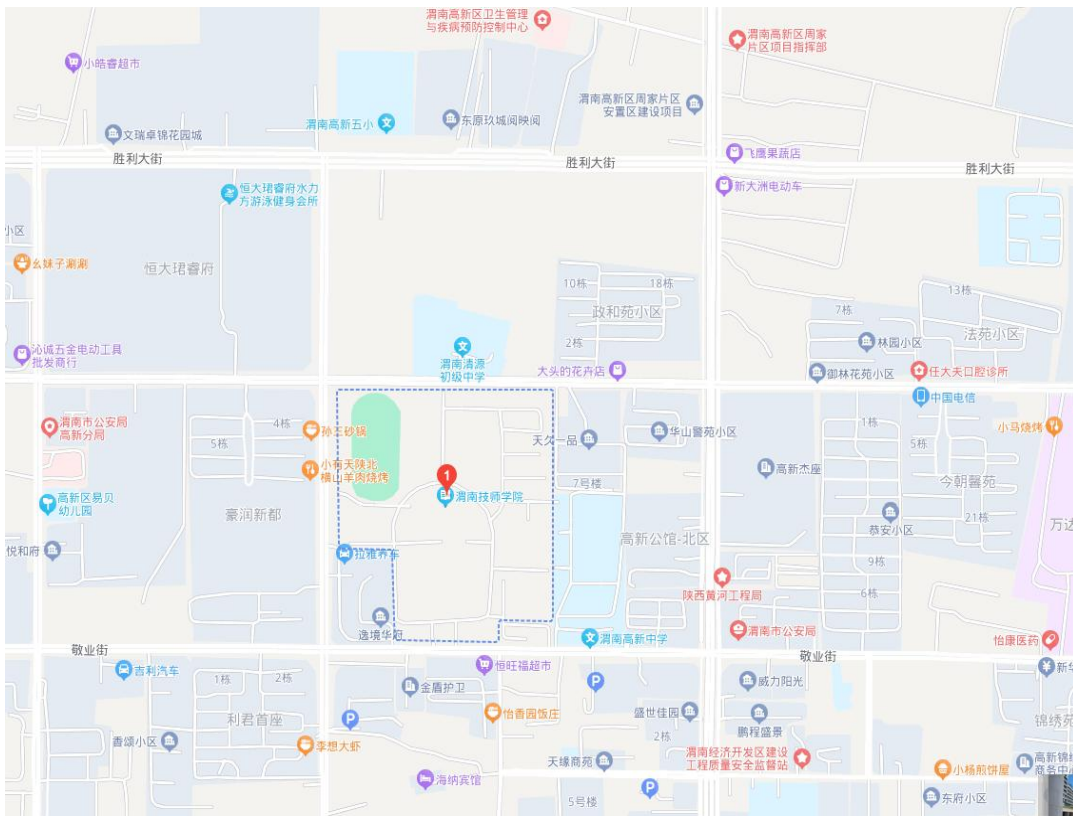 渭南高新区卫生管理
与疾病预防控制中心
渭南高新区周家
片区项目指挥部
小皓睿超市
渭南高新区周家片区
安置区建设项目
渭南高新五小
东原玖城阅映阅
文瑞卓锦花园城
胜利大街
胜利大街
飞鹰果蔬店
胜利大街
新大洲电动车
恒大珺睿府水力
方游泳健身会所
小区
幺妹子涮涮
恒大珺睿府
10栋
18栋
13栋
政和苑小区
7栋
法苑小区
2栋
林园小区
沁诚五金电动工具
批发商行
渭南清源
初级中学
大头的花卉店
御林花苑小区
任大夫口腔诊所
中国电信
渭南市公安局
高新分局
4栋
5栋
孙三砂锅
天久一品
华山馨苑小区
1栋
5栋
小马烧烤
小有天陕北
横山羊肉烧烤
1
渭南技师学院
7号楼
高新杰座
今朝馨苑
高新区易贝
幼儿园
豪润新都
恭安小区
21栋
万达
悦和府
拉雅养车
高新公馆-北区
9栋
陕西黄河工程局
6栋
逸境华府
渭南高新中学
渭南市公安局
怡康医药
敬业街
敬业街
吉利汽车
恒旺福超市
新华
1栋
2栋
金盾护卫
P
威力阳光
利君首座
P
怡香园饭庄
盛世佳园
鹏程盛景
锦绣苑
香颂小区
李想大虾
2栋
天缘商苑
渭南经济开发区建设
工程质量安全监督站
高新锦绣
商务中心
海纳宾馆
P
小杨煎饼屋
5号楼
东府小区